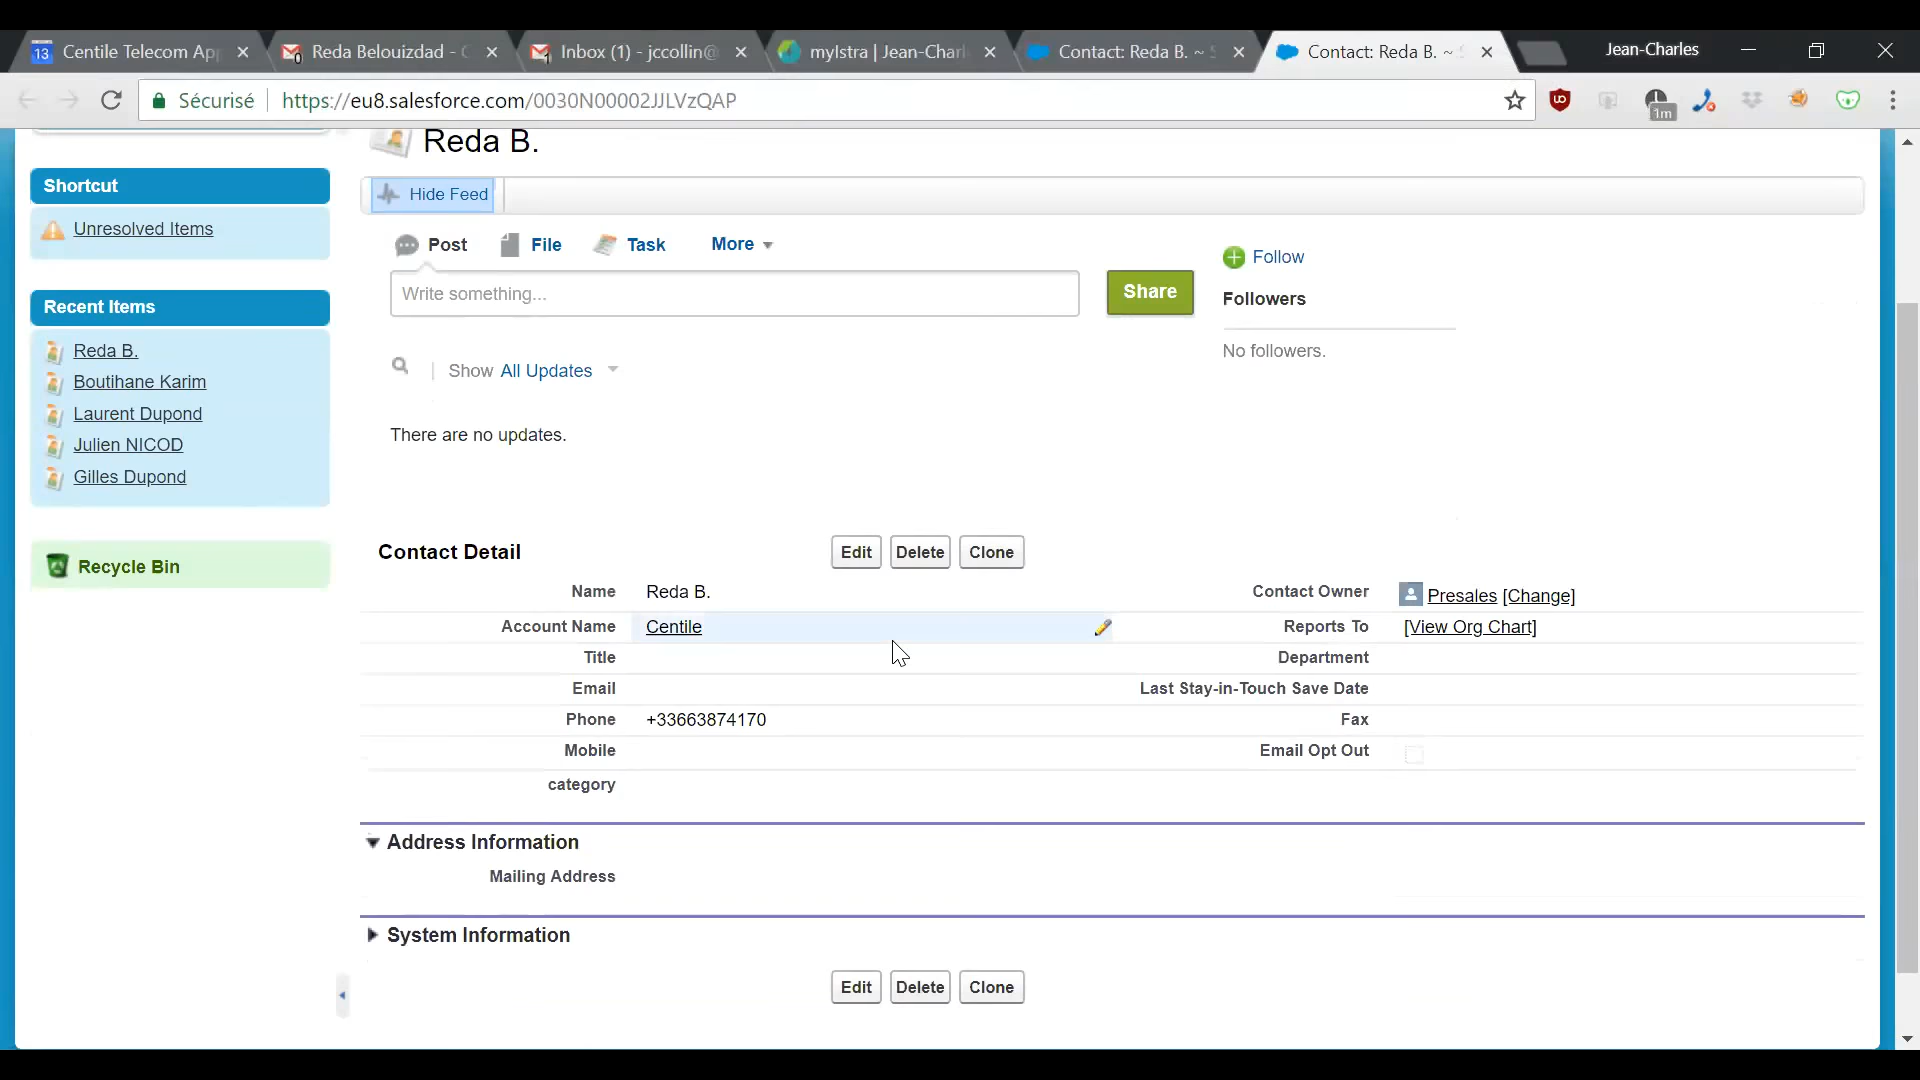 13 Centile Telecom App
Reda Belouizdad -
Inbox (1) - jccollin@
myIstra | Jean-Charl
Contact: Reda B. ~
Contact: Reda B. ~
Jean-Charles
Sécurisé https://eu8.salesforce.com/0030N00002JJLVzQAP
1m
Reda B.
Shortcut
Unresolved Items
Recent Items
Reda B.
Boutihane Karim
Laurent Dupond
Julien NICOD
Gilles Dupond
Recycle Bin
Hide Feed
Post File Task More
Write something...
Share
Follow
Followers
No followers.
Show All Updates
There are no updates.
Contact Detail Edit Delete Clone
Name Reda B. Contact Owner Presales [Change]
Account Name Centile Reports To [View Org Chart]
Title Department
Email Last Stay-in-Touch Save Date
Phone +33663874170 Fax
Mobile Email Opt Out
category
Address Information
Mailing Address
System Information
Edit Delete Clone